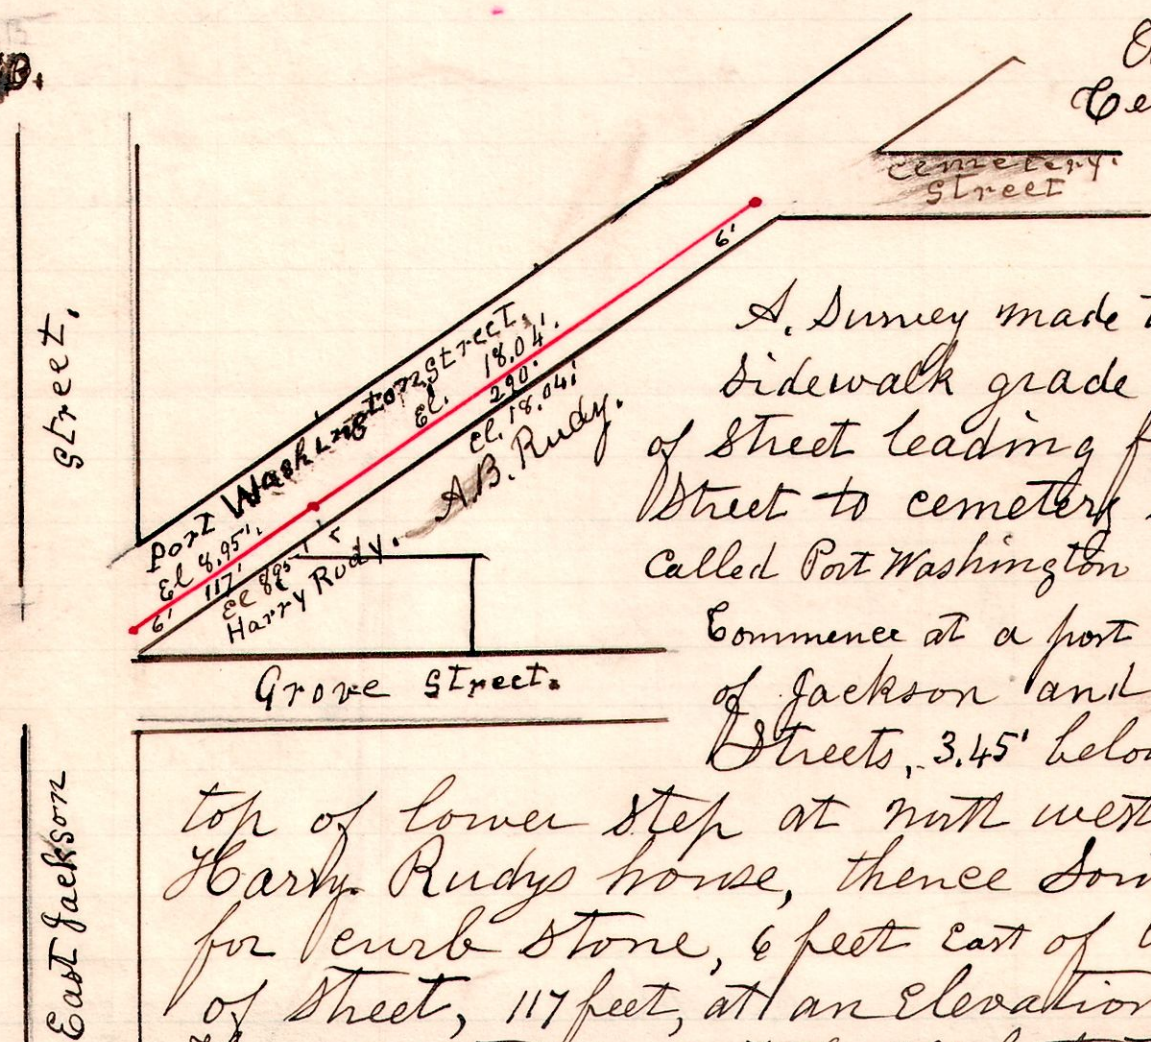 Cemetery.
Street
Street.
Port Washington Street.
El. 18.04'.
290'
El. 18.04'
A.B. Rudy.
6'
El 8.95'.
117'
6'
El 8.95'
Harry Rudy.
Grove Street.
East Jackson
A. Survey made
sidewalk grade
of street leading
street to cemetery
called Port Washington
Commence at a post
of Jackson and
Streets, 3.45'
top of lower step at north west
Harry Rudys house, thence
for curb stone, 6 feet East of
of street, 117 feet, at an Elevation